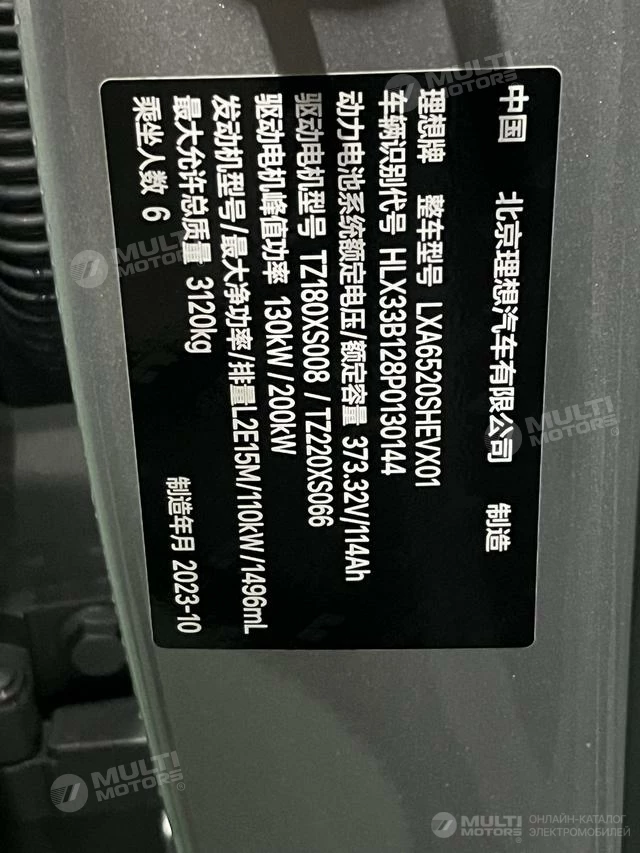 中国 北京理想汽车有限公司 制造
理想牌 整车型号 LXA6520SHEVX01
车辆识别代号 HLX33B128P0130144
动力电池系统额定电压/额定容量 373.32V/114Ah
驱动电机型号 TZ180XS008 / TZ220XS066
驱动电机峰值功率 130kW/200kW
发动机型号/最大净功率/排量L2E15M/110kW/1496mL
最大允许总质量 3120kg
乘坐人数 6
制造年月 2023-10
MULTI MOTORS
MULTI MOTORS
MULTI MOTORS
MULTI MOTORS
MULTI MOTORS ОНЛАЙН-КАТАЛОГ ЭЛЕКТРОМОБИЛЕЙ